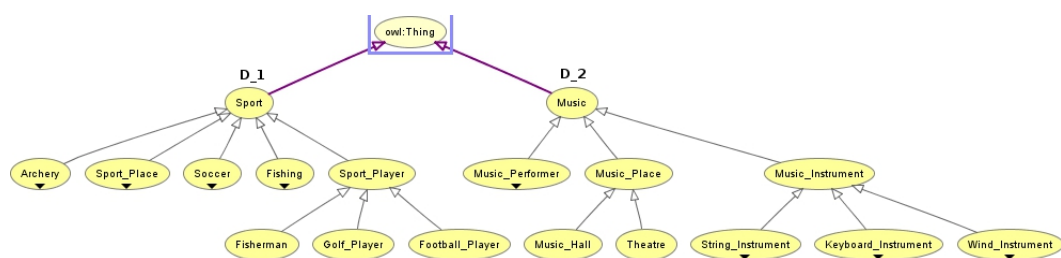 owl:Thing
D_1 D_2
Sport Music
Archery Sport_Place Soccer Fishing Sport_Player Music_Performer Music_Place Music_Instrument
Fisherman Golf_Player Football_Player Music_Hall Theatre String_Instrument Keyboard_Instrument Wind_Instrument